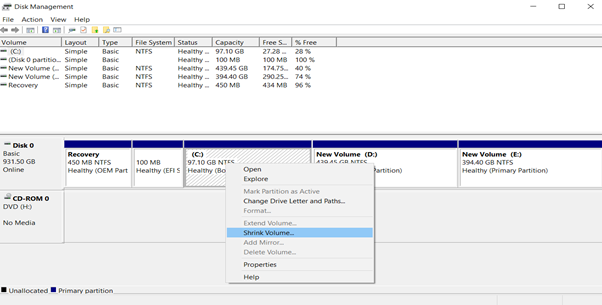 Disk Management
File Action View Help
Volume Layout Type File System Status Capacity Free S... % Free
(C:) Simple Basic NTFS Healthy ... 97.10 GB 27.28 ... 28 %
(Disk 0 partitio... Simple Basic Healthy ... 100 MB 100 MB 100 %
New Volume (... Simple Basic NTFS Healthy ... 439.45 GB 174.75... 40 %
New Volume (... Simple Basic NTFS Healthy ... 394.40 GB 290.25... 74 %
Recovery Simple Basic NTFS Healthy ... 450 MB 434 MB 96 %
Disk 0
Basic
931.50 GB
Online
Recovery
450 MB NTFS
Healthy (OEM Part
100 MB
Healthy (EFI S
(C:)
97.10 GB NTFS
Healthy (Bo
New Volume (D:)
439.45 GB NTFS
Partition)
New Volume (E:)
394.40 GB NTFS
Healthy (Primary Partition)
Open
Explore
Mark Partition as Active
Change Drive Letter and Paths...
Format...
Extend Volume...
Shrink Volume...
Add Mirror...
Delete Volume...
Properties
Help
CD-ROM 0
DVD (H:)
No Media
Unallocated Primary partition